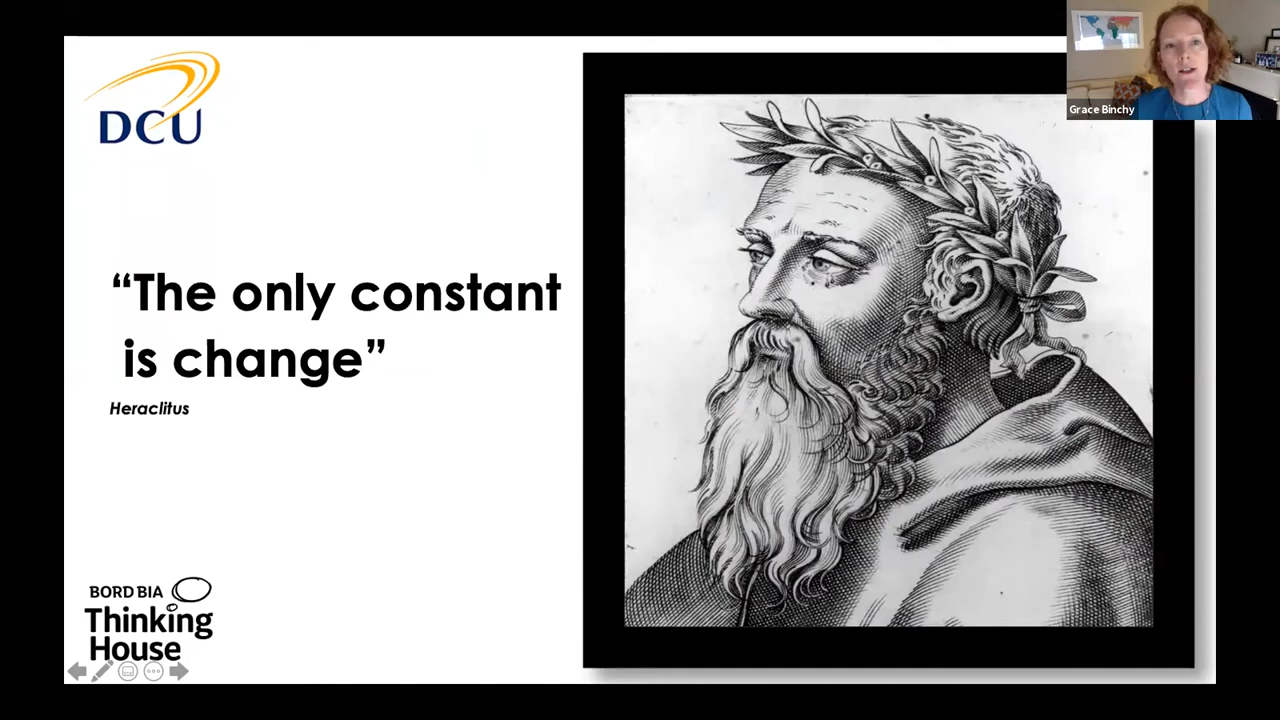 DCU
Grace Binchy
“The only constant
is change”
Heraclitus
BORD BIA
Thinking
House